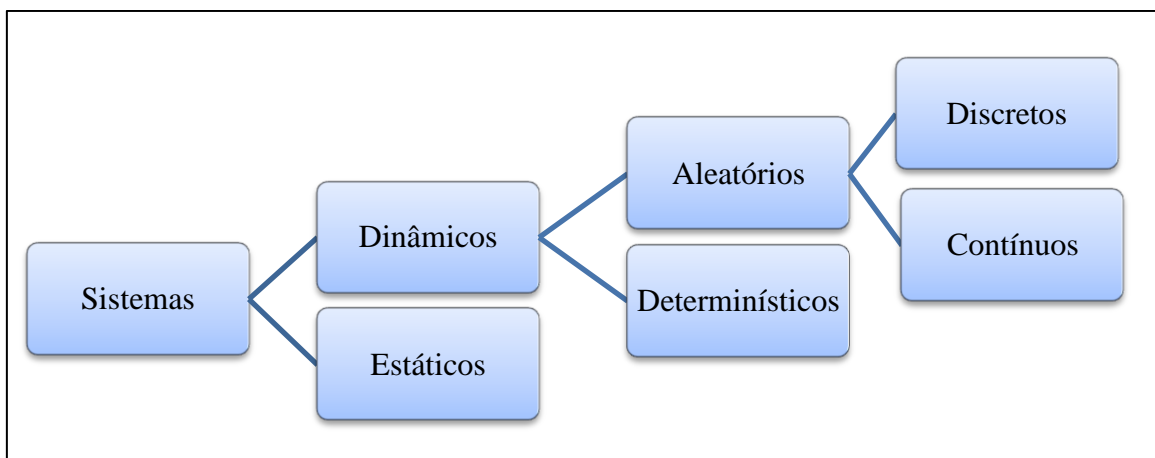 Sistemas
Dinâmicos
Estáticos
Aleatórios
Determinísticos
Discretos
Contínuos